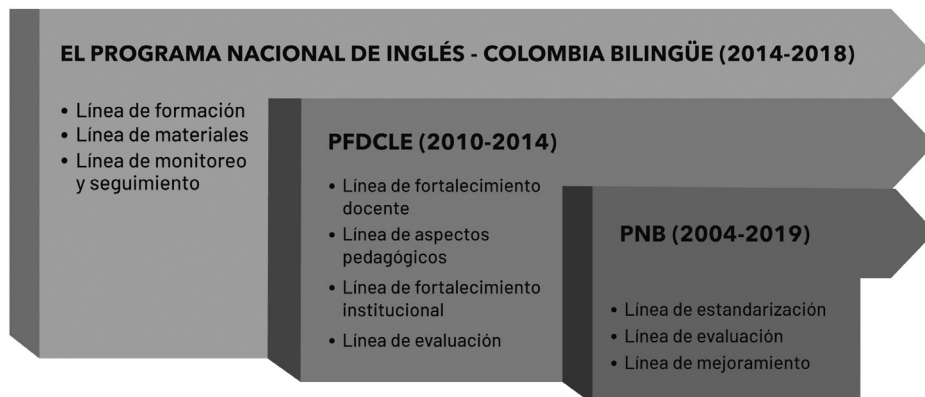 EL PROGRAMA NACIONAL DE INGLÉS - COLOMBIA BILINGÜE (2014-2018)
• Línea de formación
• Línea de materiales
• Línea de monitoreo
y seguimiento
PFDCLE (2010-2014)
• Línea de fortalecimiento
docente
• Línea de aspectos
pedagógicos
• Línea de fortalecimiento
institucional
• Línea de evaluación
PNB (2004-2019)
• Línea de estandarización
• Línea de evaluación
• Línea de mejoramiento